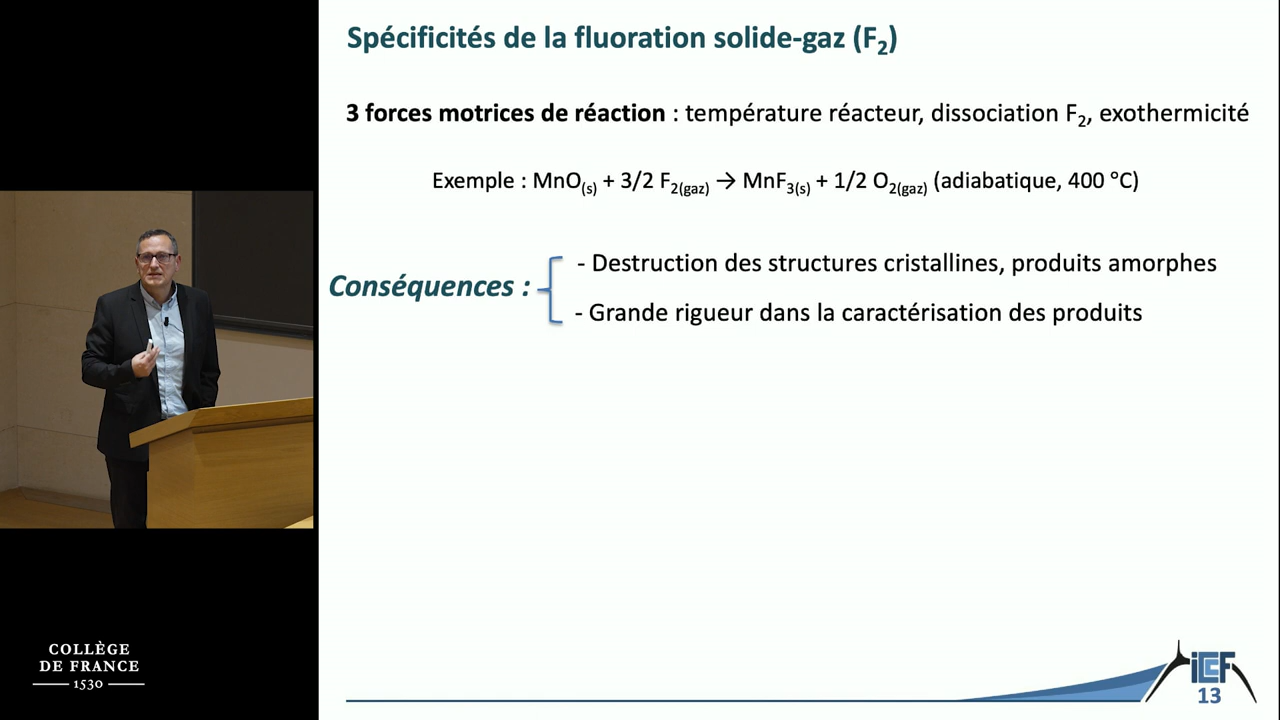 Spécificités de la fluoration solide-gaz (F₂)
3 forces motrices de réaction : température réacteur, dissociation F₂, exothermicité
Exemple : MnO(s) + 3/2 F₂(gaz) → MnF₃(s) + 1/2 O₂(gaz) (adiabatique, 400 °C)
Conséquences :
- Destruction des structures cristallines, produits amorphes
- Grande rigueur dans la caractérisation des produits
COLLÈGE
DE FRANCE
1530
iCCF
13